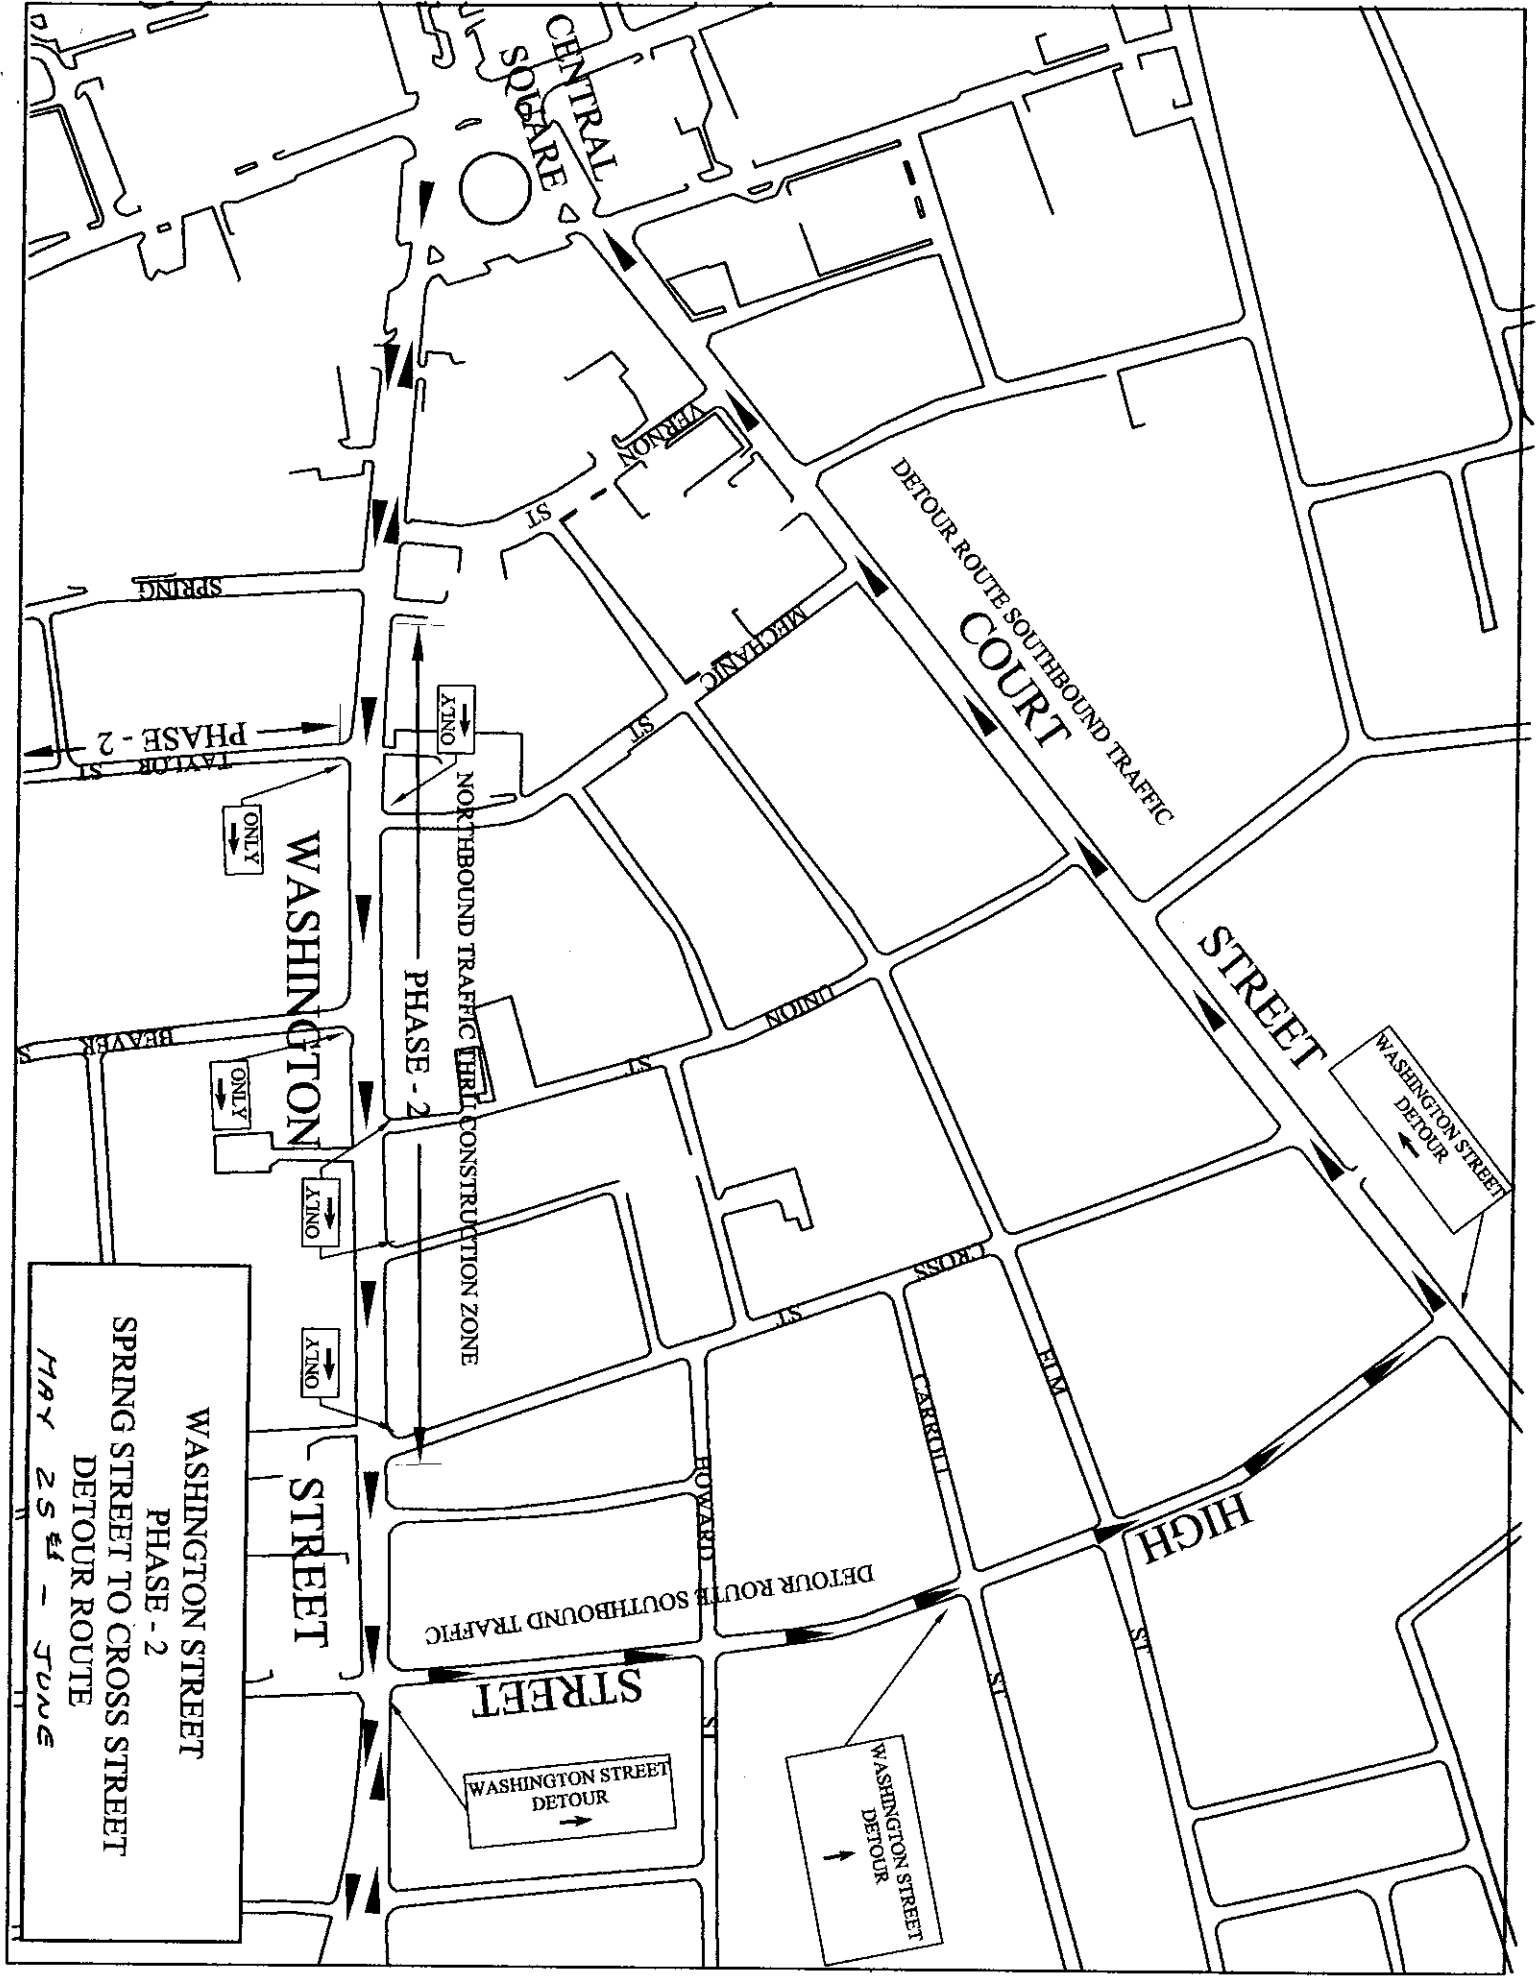 CENTRAL
SQUARE
VERNON
ST
DETOUR ROUTE SOUTHBOUND TRAFFIC
COURT
STREET
MECHANIC
ST
SPRING
PHASE - 2
TAYLOR ST
ONLY
NORTHBOUND TRAFFIC THRU CONSTRUCTION ZONE
PHASE - 2
ONLY
WASHINGTON
STREET
BEAVER
S
ONLY
ONLY
ONLY
UNION
ST
CROSS
ST
ELM
ST
CARROLL
ST
HOWARD
ST
HIGH
STREET
DETOUR ROUTE SOUTHBOUND TRAFFIC
WASHINGTON STREET
DETOUR
WASHINGTON STREET
DETOUR
WASHINGTON STREET
DETOUR
WASHINGTON STREET
PHASE - 2
SPRING STREET TO CROSS STREET
DETOUR ROUTE
MAY 25th - JUNE